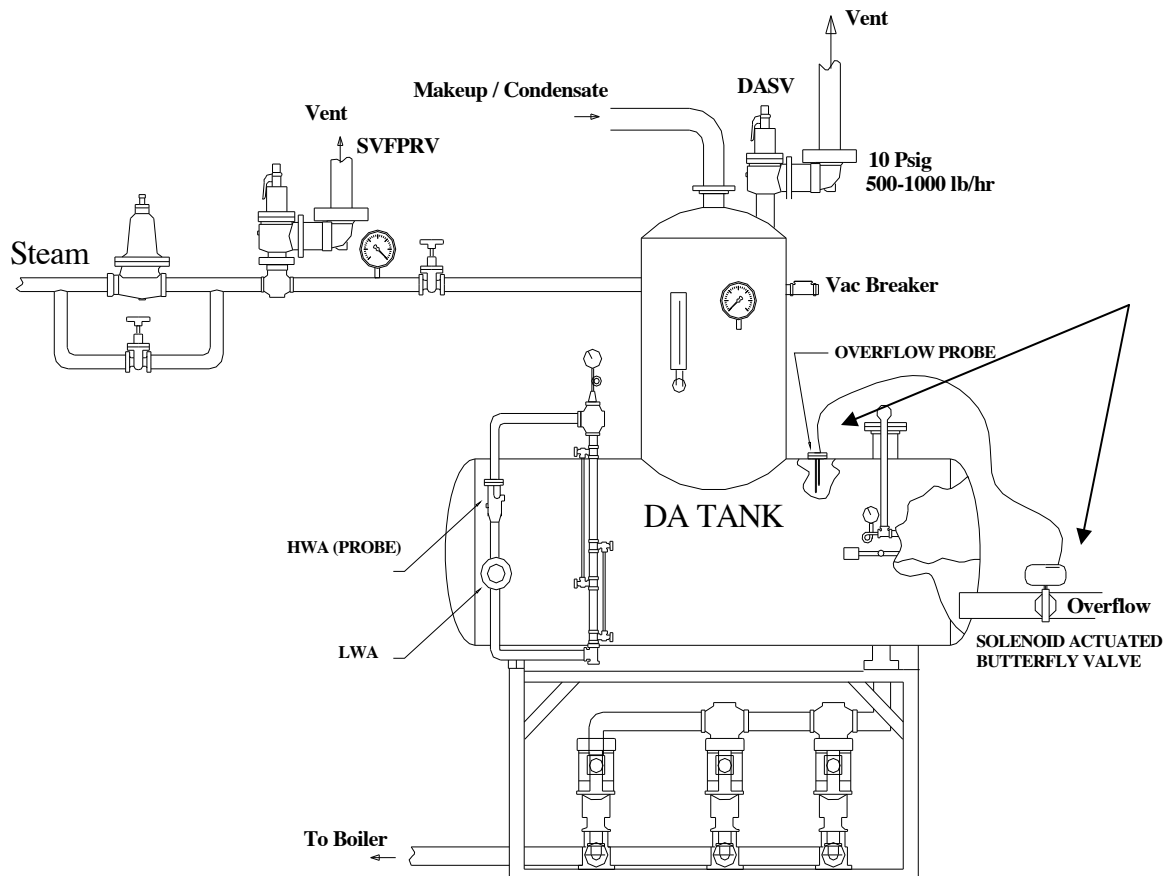 Vent
DASV
Makeup / Condensate
Vent
SVFPRV
10 Psig
500-1000 lb/hr
Steam
Vac Breaker
OVERFLOW PROBE
DA TANK
HWA (PROBE)
LWA
Overflow
SOLENOID ACTUATED
BUTTERFLY VALVE
To Boiler